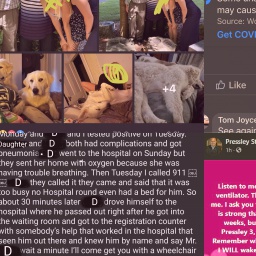 may caus
Source: Wo
Get COVI
+4
Like
Tom Joyce
See again
Monday and D and I tested positive on Tuesday.
Daughter and D both had complications and got
pneumonia. D went to the hospital on Sunday but
they sent home with oxygen because she was
having trouble breathing. Then Tuesday I called 911
D they called it they came and said that it was
too busy no Hospital round even had a bed for him. So
about 30 minutes later D drove himself to the
hospital where he passed out right after he got into
the waiting room and got to the registration counter
with somebody's help that worked in the hospital that
seen him out there and knew him by name and say Mr.
D wait a minute I'll come get you with a wheelchair
Pressley St
1h
Listen to me
ventilator. Th
me. I ask you
is strong th
weeks, bu
Pressley 3,
Remember w
I WILL wake